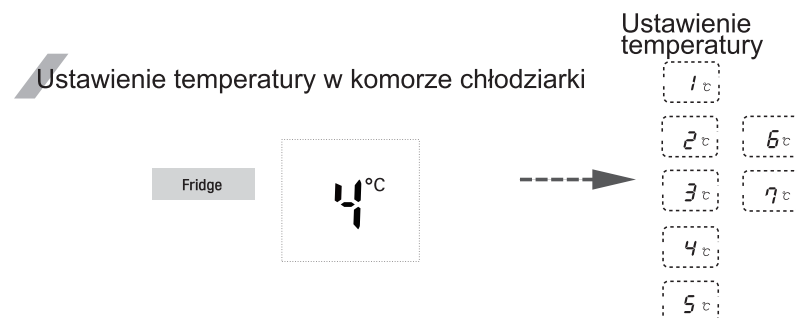 Ustawienie
temperatury
Ustawienie temperatury w komorze chłodziarki
1 °C
2 °C 6 °C
Fridge 4 °C
3 °C 7 °C
4 °C
5 °C